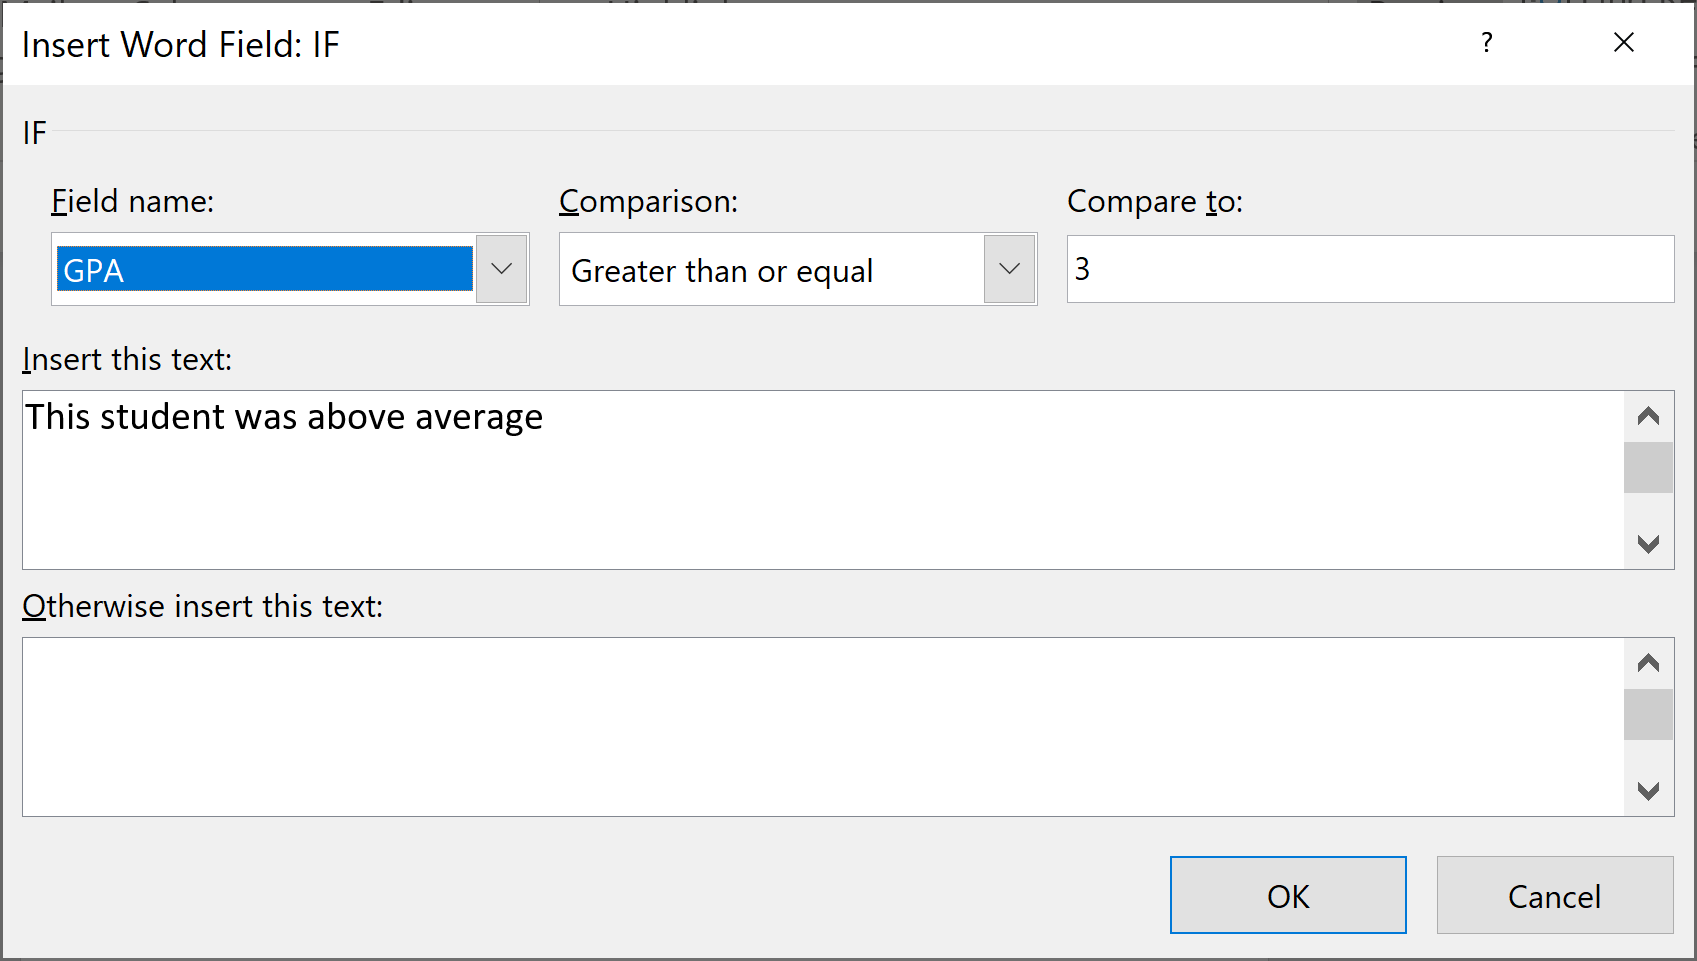 Insert Word Field: IF
?
IF
Field name:
Comparison:
Compare to:
GPA
Greater than or equal
3
Insert this text:
This student was above average
Otherwise insert this text:
OK
Cancel